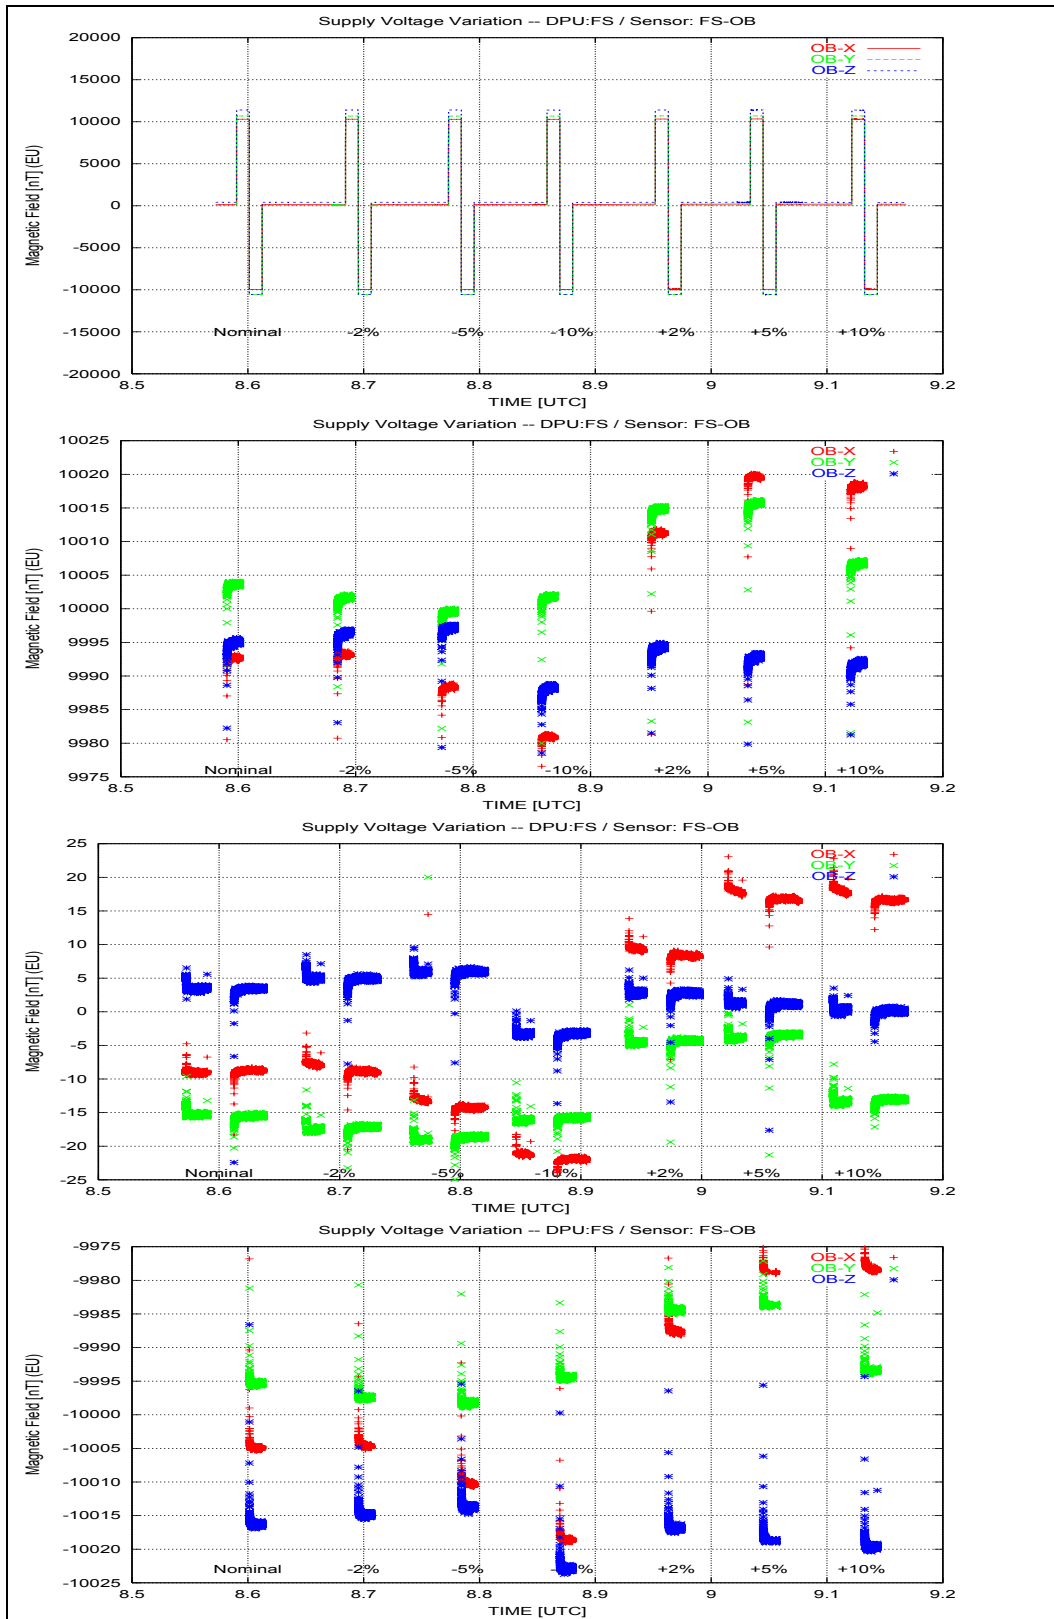 Supply Voltage Variation -- DPU:FS / Sensor: FS-OB
20000
15000
10000
5000
0
-5000
-10000
-15000
-20000
Magnetic Field [nT] (EU)
OB-X
OB-Y
OB-Z
Nominal -2% -5% -10% +2% +5% +10%
8.5 8.6 8.7 8.8 8.9 9 9.1 9.2
TIME [UTC]
Supply Voltage Variation -- DPU:FS / Sensor: FS-OB
10025
10020
10015
10010
10005
10000
9995
9990
9985
9980
9975
Magnetic Field [nT] (EU)
OB-X
OB-Y
OB-Z
Nominal -2% -5% -10% +2% +5% +10%
8.5 8.6 8.7 8.8 8.9 9 9.1 9.2
TIME [UTC]
Supply Voltage Variation -- DPU:FS / Sensor: FS-OB
25
20
15
10
5
0
-5
-10
-15
-20
-25
Magnetic Field [nT] (EU)
OB-X
OB-Y
OB-Z
Nominal -2% -5% -10% +2% +5% +10%
8.5 8.6 8.7 8.8 8.9 9 9.1 9.2
TIME [UTC]
Supply Voltage Variation -- DPU:FS / Sensor: FS-OB
-9975
-9980
-9985
-9990
-9995
-10000
-10005
-10010
-10015
-10020
-10025
Magnetic Field [nT] (EU)
OB-X
OB-Y
OB-Z
Nominal -2% -5% +2% +5% +10%
8.5 8.6 8.7 8.8 8.9 9 9.1 9.2
TIME [UTC]